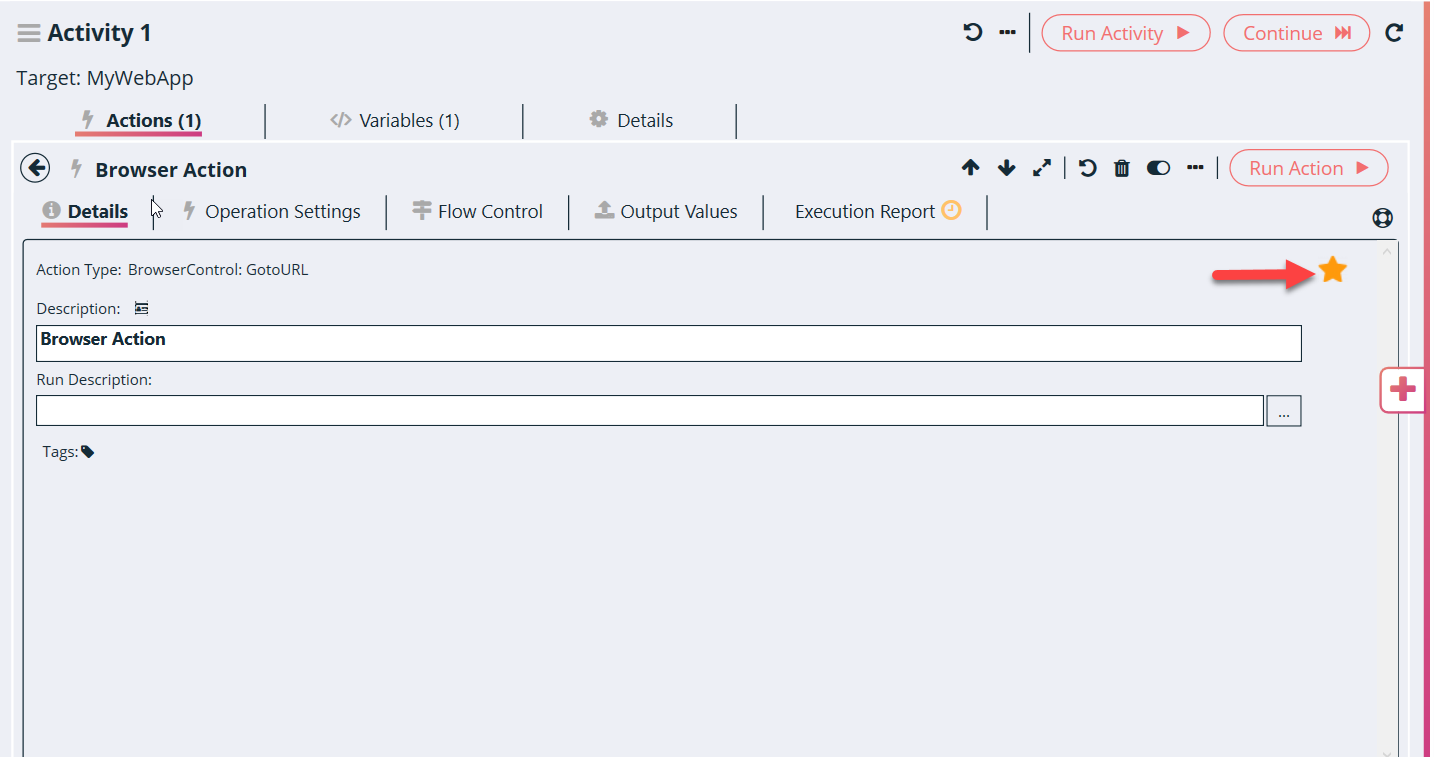 Activity 1
Run Activity
Continue
Target: MyWebApp
Actions (1)
</> Variables (1)
Details
Browser Action
Run Action
Details
Operation Settings
Flow Control
Output Values
Execution Report
Action Type: BrowserControl: GotoURL
Description:
Browser Action
Run Description:
...
Tags: